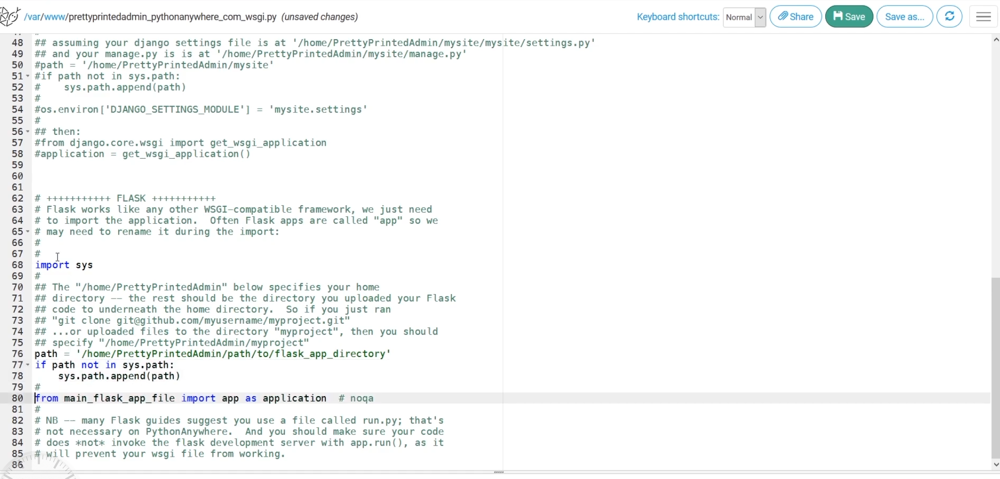 /var/www/prettyprintedadmin_pythonanywhere_com_wsgi.py (unsaved changes)
Keyboard shortcuts: Normal Share Save Save as...
48 ## assuming your django settings file is at '/home/PrettyPrintedAdmin/mysite/mysite/settings.py'
49 ## and your manage.py is is at '/home/PrettyPrintedAdmin/mysite/manage.py'
50 #path = '/home/PrettyPrintedAdmin/mysite'
51 #if path not in sys.path:
52 #    sys.path.append(path)
53 #
54 #os.environ['DJANGO_SETTINGS_MODULE'] = 'mysite.settings'
55 #
56 ## then:
57 #from django.core.wsgi import get_wsgi_application
58 #application = get_wsgi_application()
59
60
61
62 # +++++++++++ FLASK +++++++++++
63 # Flask works like any other WSGI-compatible framework, we just need
64 # to import the application.  Often Flask apps are called "app" so we
65 # may need to rename it during the import:
66 #
67 #
68 import sys
69 #
70 ## The "/home/PrettyPrintedAdmin" below specifies your home
71 ## directory -- the rest should be the directory you uploaded your Flask
72 ## code to underneath the home directory.  So if you just ran
73 ## "git clone git@github.com/myusername/myproject.git"
74 ## ...or uploaded files to the directory "myproject", then you should
75 ## specify "/home/PrettyPrintedAdmin/myproject"
76 path = '/home/PrettyPrintedAdmin/path/to/flask_app_directory'
77 if path not in sys.path:
78     sys.path.append(path)
79 #
80 from main_flask_app_file import app as application  # noqa
81 #
82 # NB -- many Flask guides suggest you use a file called run.py; that's
83 # not necessary on PythonAnywhere.  And you should make sure your code
84 # does *not* invoke the flask development server with app.run(), as it
85 # will prevent your wsgi file from working.
86